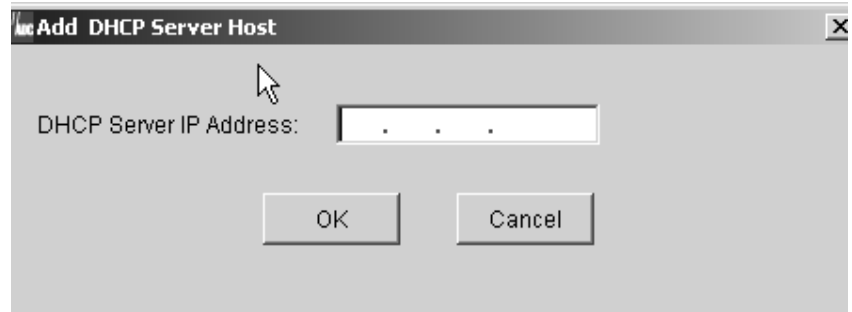 Add DHCP Server Host
DHCP Server IP Address: . . .
OK Cancel